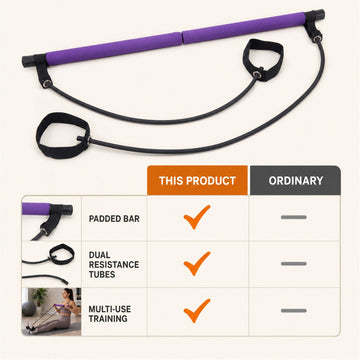 THIS PRODUCT
ORDINARY
PADDED BAR
DUAL
RESISTANCE
TUBES
MULTI-USE
TRAINING